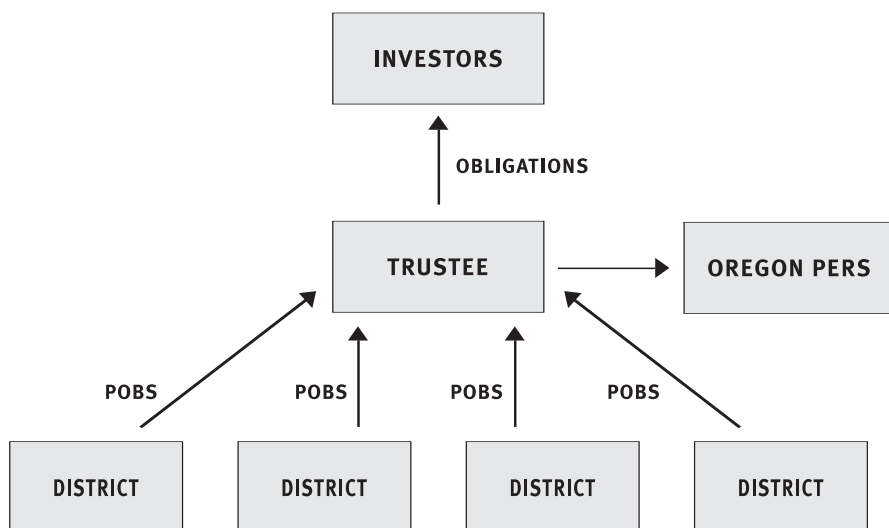 INVESTORS
OBLIGATIONS
TRUSTEE
OREGON PERS
POBS
POBS
POBS
POBS
DISTRICT
DISTRICT
DISTRICT
DISTRICT